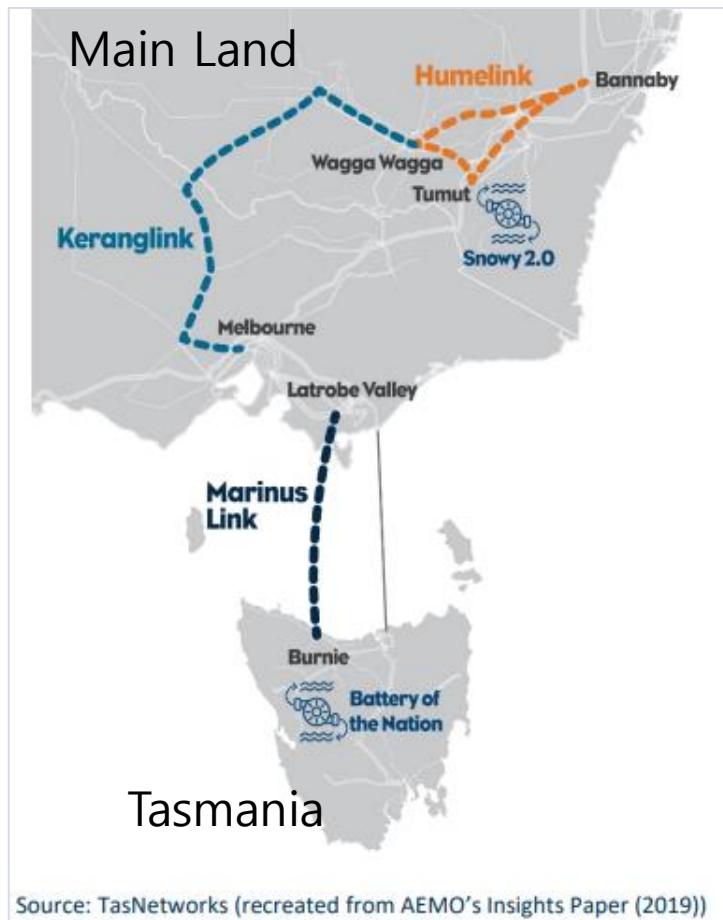 Main Land
Humelink
Bannaby
Wagga Wagga
Tumut
Keranglink
Snowy 2.0
Melbourne
Latrobe Valley
Marinus
Link
Burnie
Battery of
the Nation
Tasmania
Source: TasNetworks (recreated from AEMO's Insights Paper (2019))